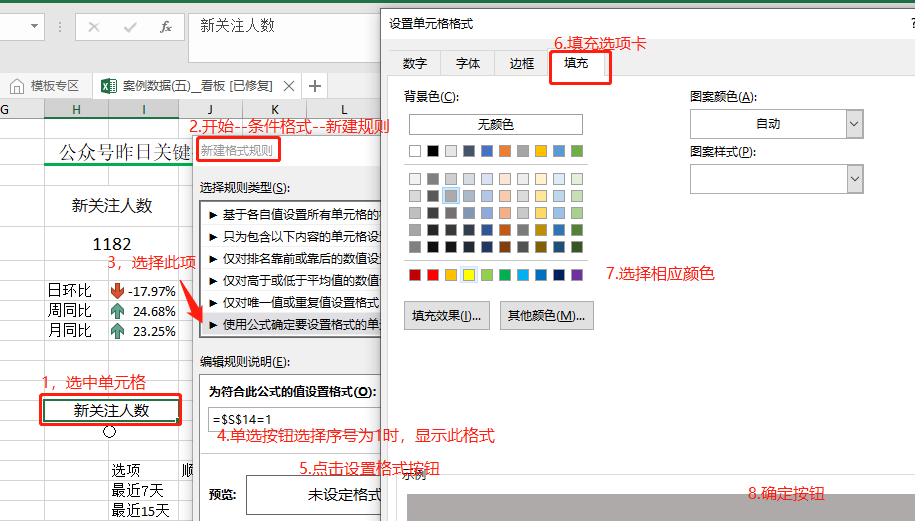 新关注人数
设置单元格格式
?
6.填充选项卡
数字
字体
边框
填充
模板专区
案例数据(五)__看板 [已修复]
G
H
I
J
K
L
背景色(C):
无颜色
图案颜色(A):
自动
图案样式(P):
2.开始--条件格式--新建规则
公众号昨日关键
新建格式规则
选择规则类型(S):
新关注人数
► 基于各自值设置所有单元格的
► 只为包含以下内容的单元格设
► 仅对排名靠前或靠后的数值设
► 仅对高于或低于平均值的数值
► 仅对唯一值或重复值设置格式
► 使用公式确定要设置格式的单
1182
3，选择此项
日环比
-17.97%
周同比
24.68%
月同比
23.25%
7.选择相应颜色
填充效果(I)...
其他颜色(M)...
编辑规则说明(E):
1，选中单元格
为符合此公式的值设置格式(O):
新关注人数
=$S$14=1
4.单选按钮选择序号为1时，显示此格式
5.点击设置格式按钮
选项
顺
最近7天
最近15天
预览:
未设定格式
示例
8.确定按钮